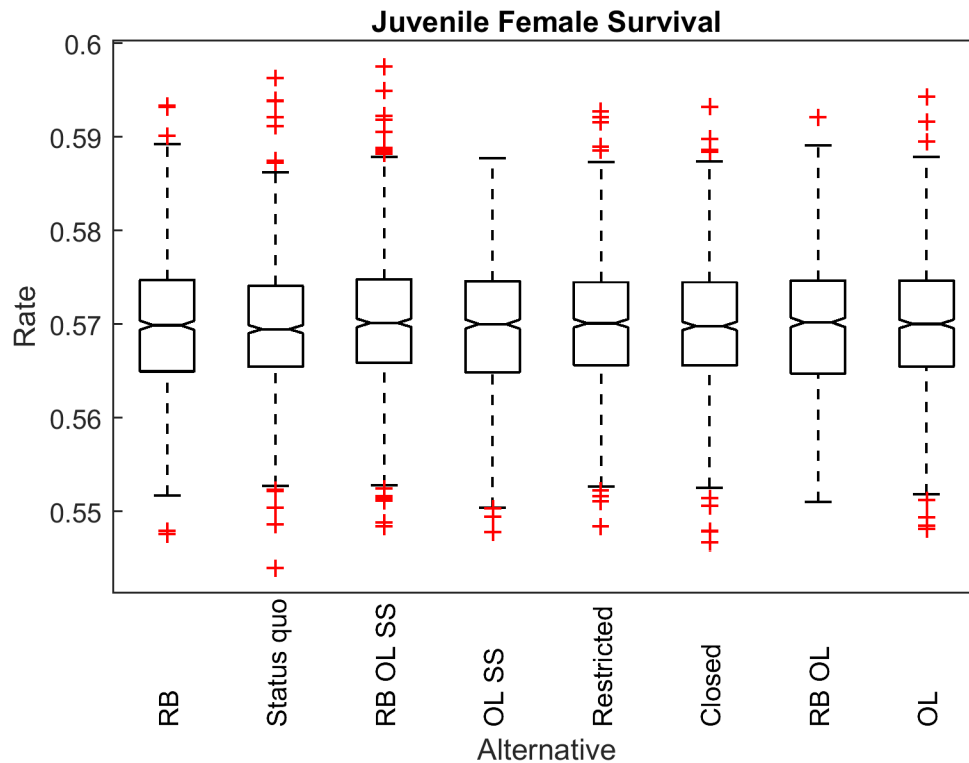 Juvenile Female Survival
0.6
0.59
0.58
0.57
0.56
0.55
Rate
RB
Status quo
RB OL SS
OL SS
Restricted
Closed
RB OL
OL
Alternative